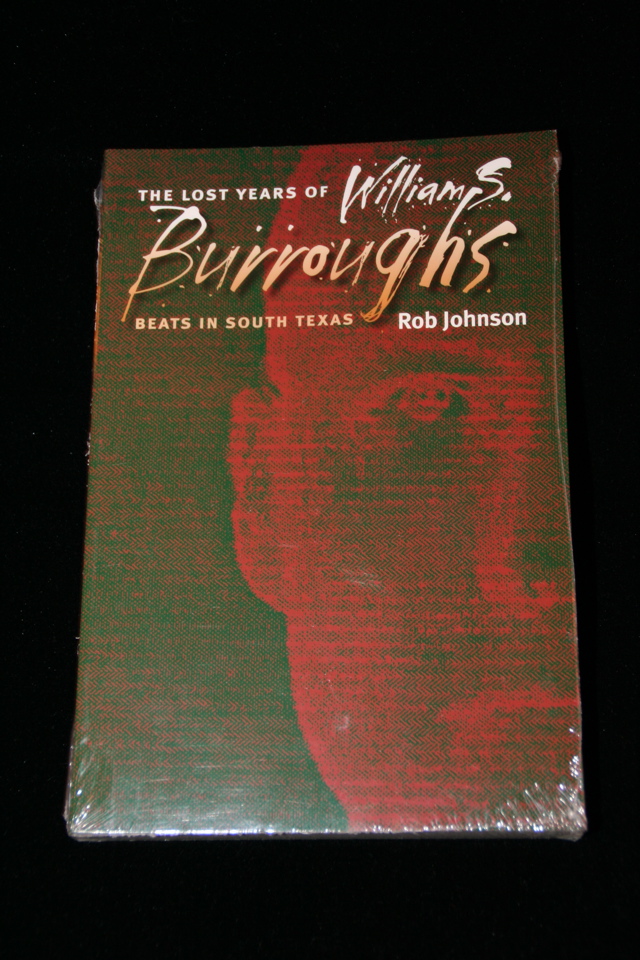 THE LOST YEARS OF William S.
Burroughs
BEATS IN SOUTH TEXAS Rob Johnson